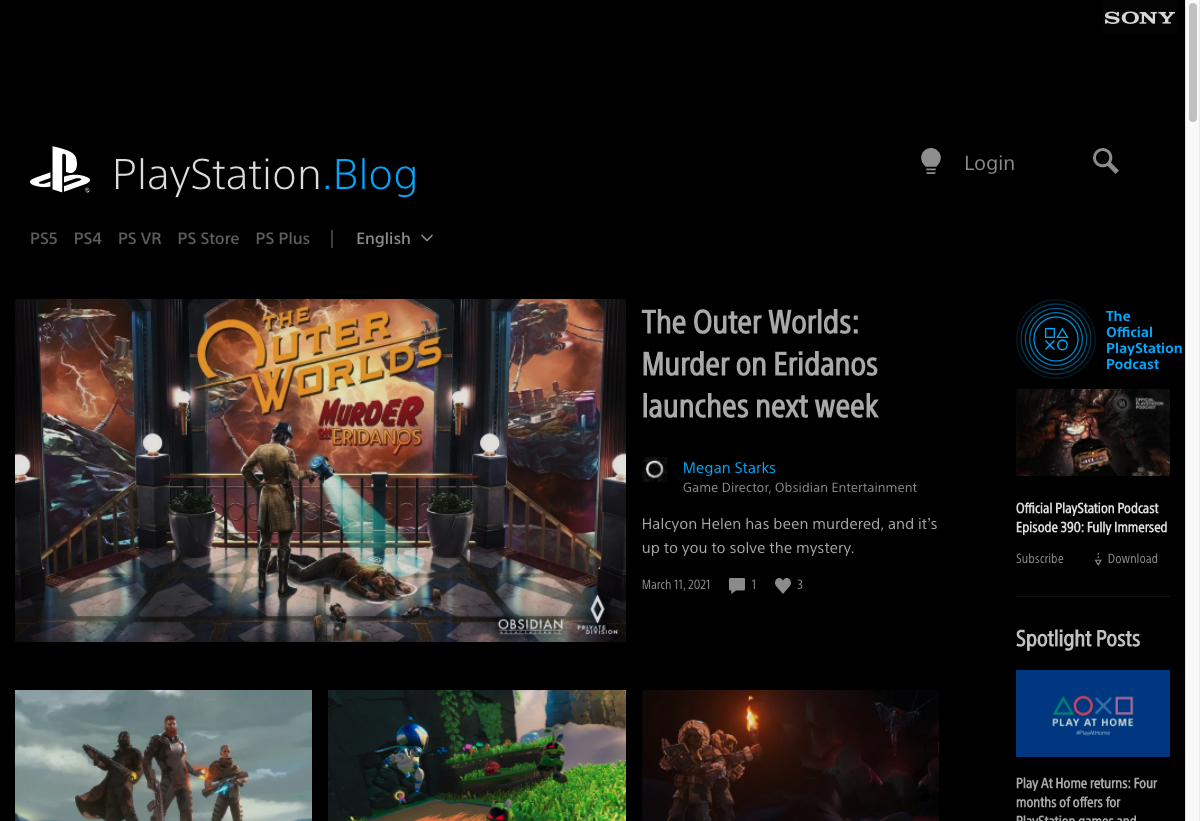 SONY
PlayStation.Blog
Login
PS5 PS4 PS VR PS Store PS Plus | English
THE
OUTER
WORLDS
MURDER
ON ERIDANOS
OBSIDIAN
ENTERTAINMENT
PRIVATE
DIVISION
The Outer Worlds:
Murder on Eridanos
launches next week
Megan Starks
Game Director, Obsidian Entertainment
Halcyon Helen has been murdered, and it's
up to you to solve the mystery.
March 11, 2021 1 3
The
Official
PlayStation
Podcast
OFFICIAL
PLAYSTATION
PODCAST
Official PlayStation Podcast
Episode 390: Fully Immersed
Subscribe Download
Spotlight Posts
PLAY AT HOME
#PlayAtHome
Play At Home returns: Four
months of offers for
PlayStation games and